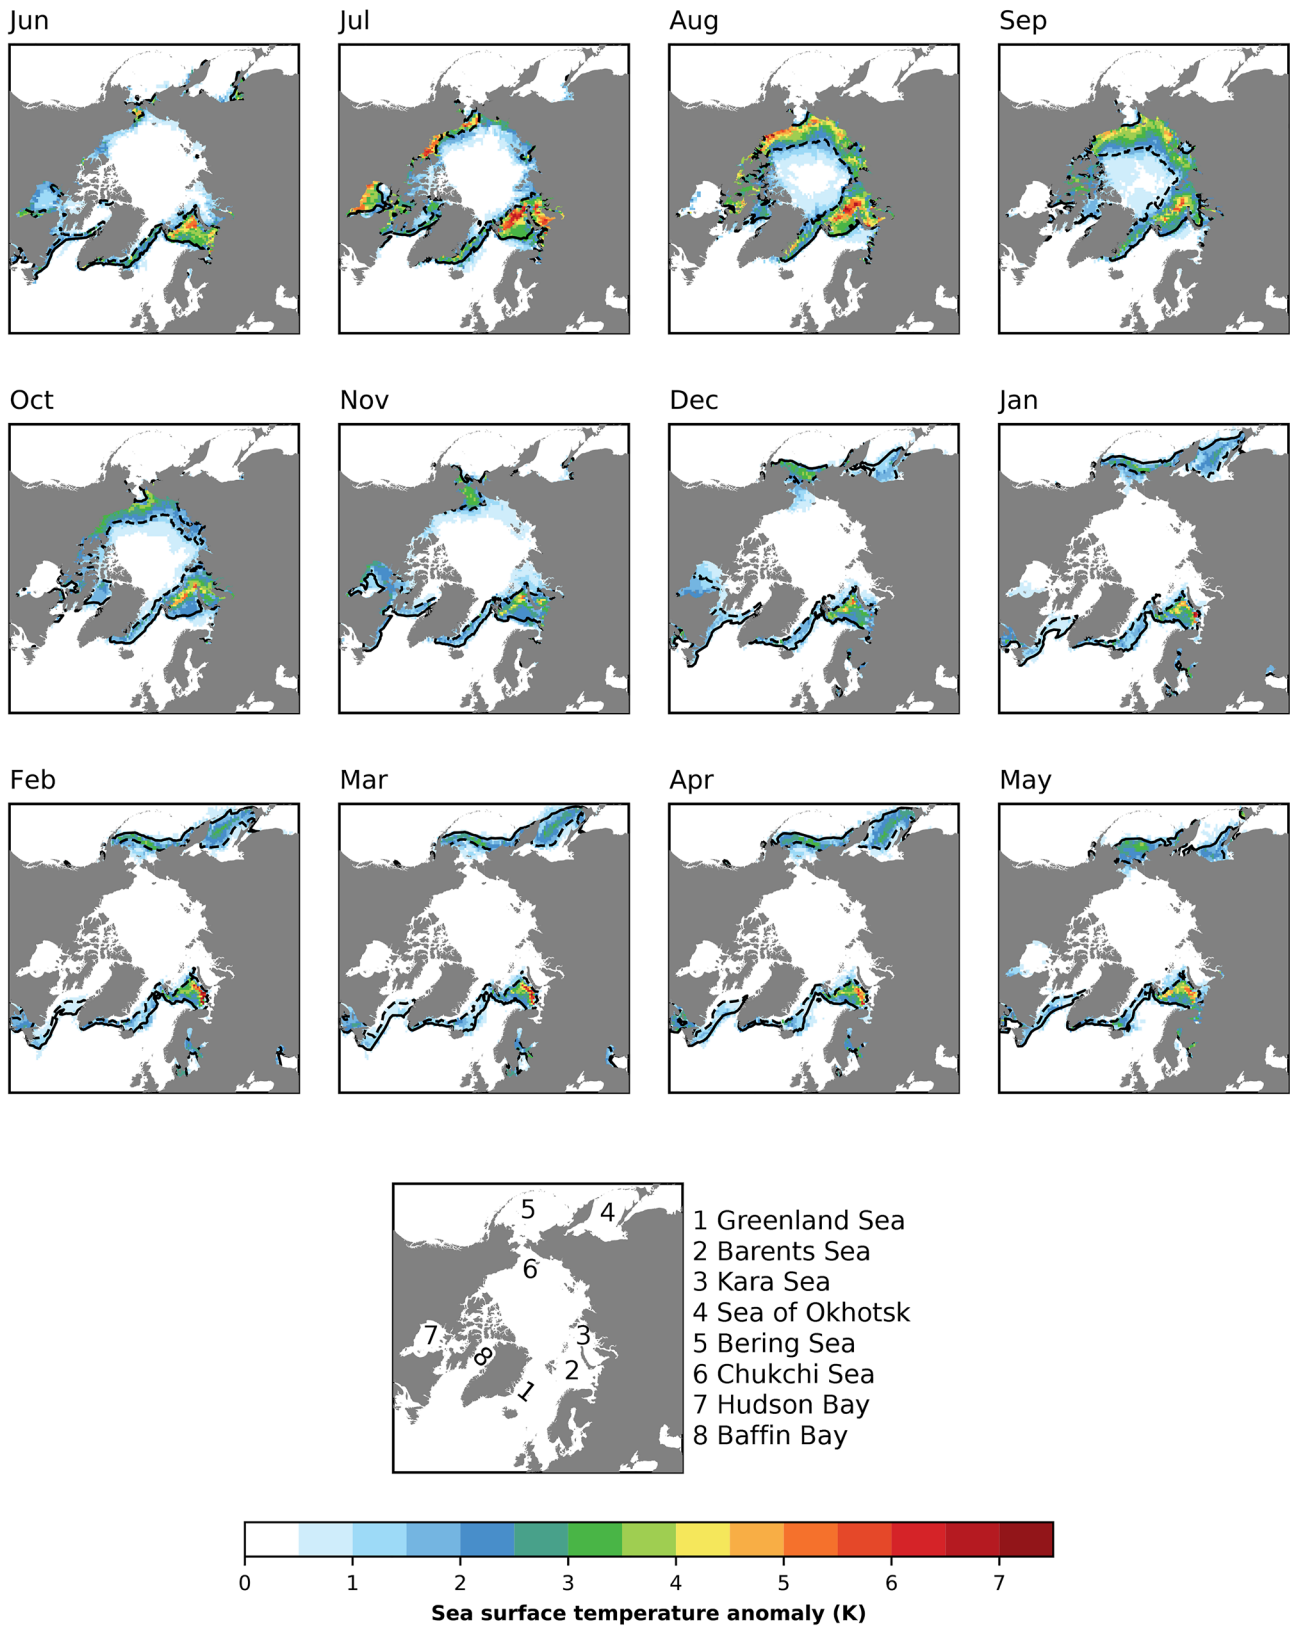 Jun Jul Aug Sep
Oct Nov Dec Jan
Feb Mar Apr May
5 4
6
7 3
8 2
1
1 Greenland Sea
2 Barents Sea
3 Kara Sea
4 Sea of Okhotsk
5 Bering Sea
6 Chukchi Sea
7 Hudson Bay
8 Baffin Bay
0 1 2 3 4 5 6 7
Sea surface temperature anomaly (K)